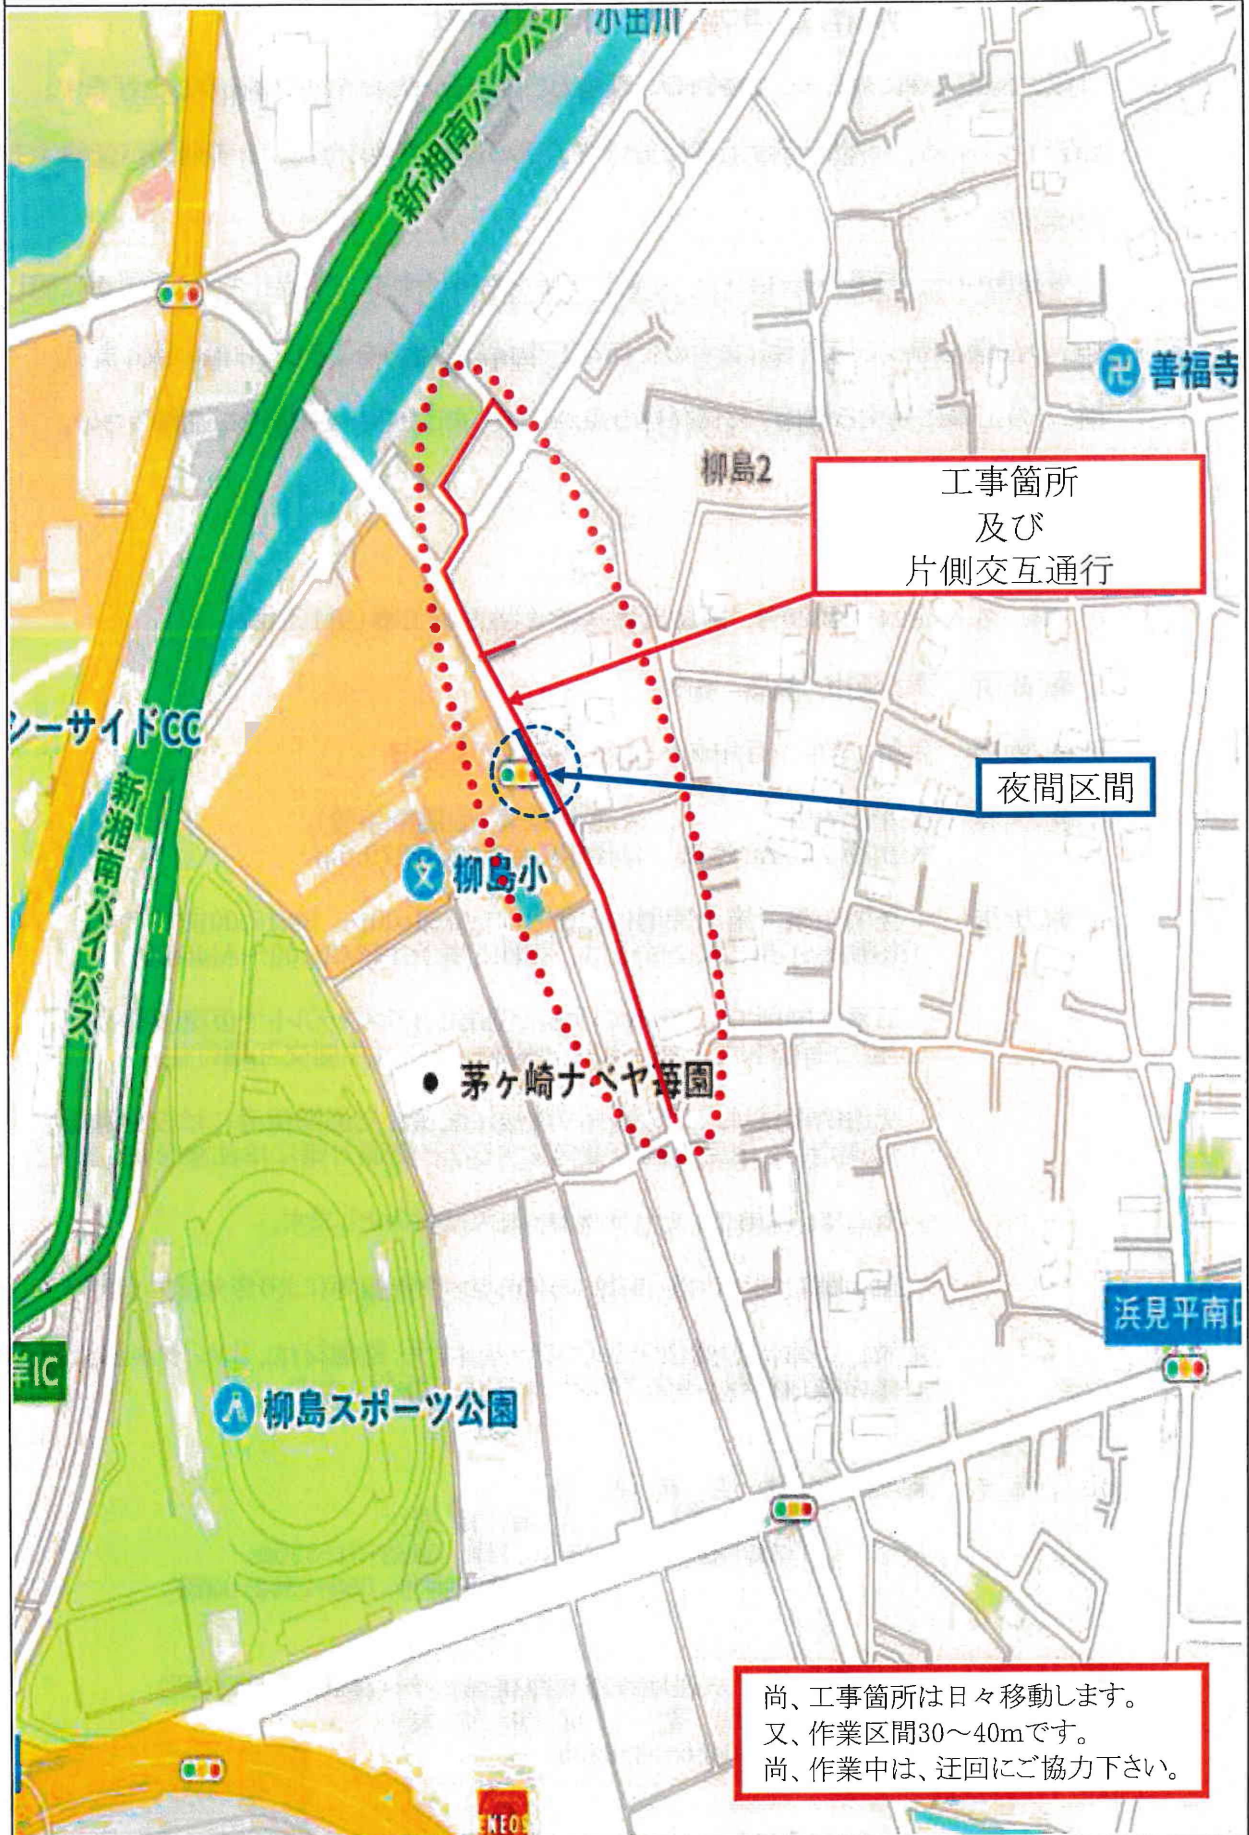 小出川
新湘南バイパス
善福寺
柳島2
工事箇所
及び
片側交互通行
シーサイドCC
新湘南バイパス
夜間区間
文 柳島小
茅ヶ崎ナベヤ苺園
浜見平南口
岸IC
柳島スポーツ公園
尚、工事箇所は日々移動します。
又、作業区間30～40mです。
尚、作業中は、迂回にご協力下さい。
ENEOS